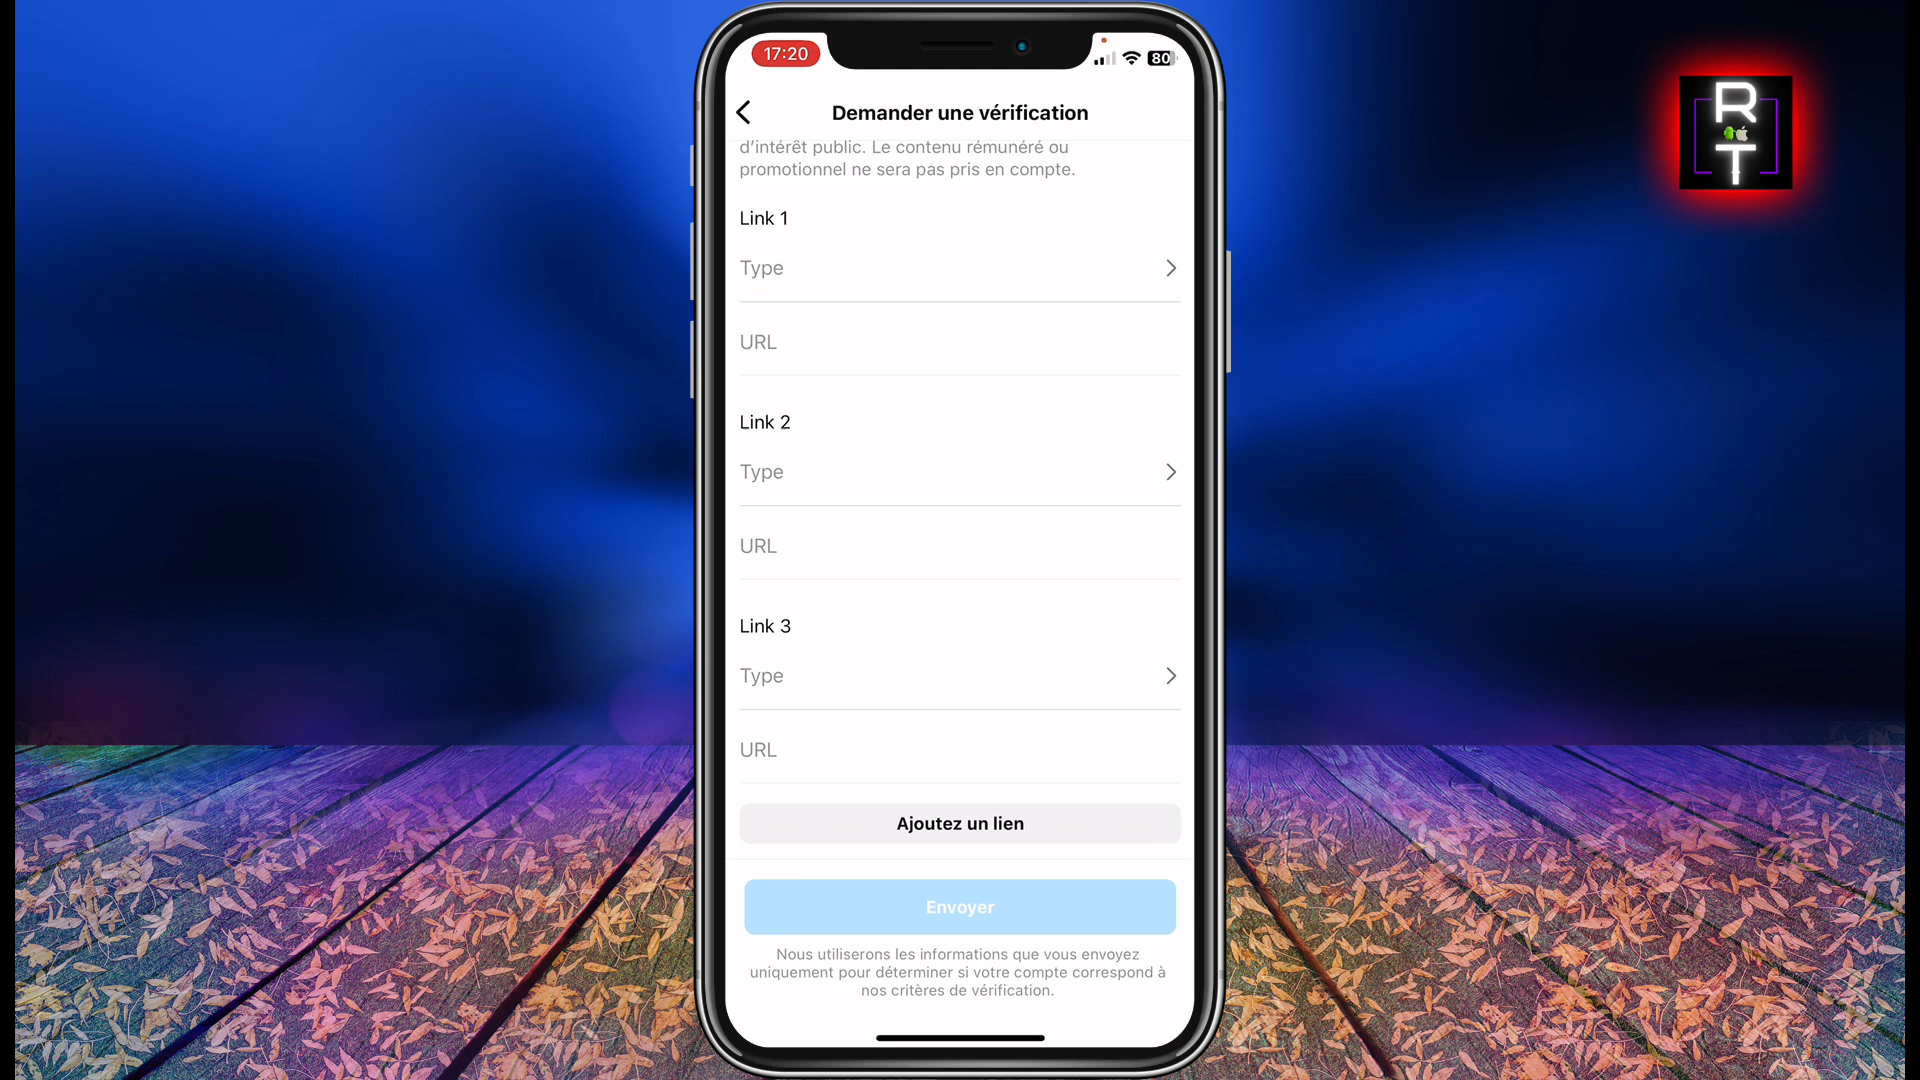 17:20
80
R
T
Demander une vérification
d'intérêt public. Le contenu rémunéré ou
promotionnel ne sera pas pris en compte.
Link 1
Type
URL
Link 2
Type
URL
Link 3
Type
URL
Ajoutez un lien
Envoyer
Nous utiliserons les informations que vous envoyez
uniquement pour déterminer si votre compte correspond à
nos critères de vérification.